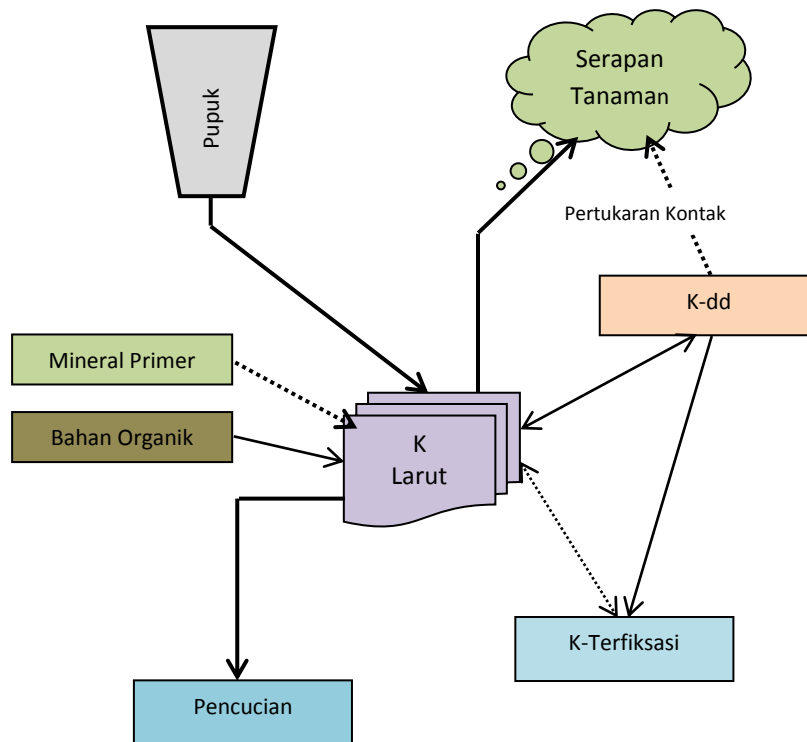 Pupuk
Serapan
Tanaman
Pertukaran Kontak
K-dd
Mineral Primer
Bahan Organik
K
Larut
K-Terfiksasi
Pencucian